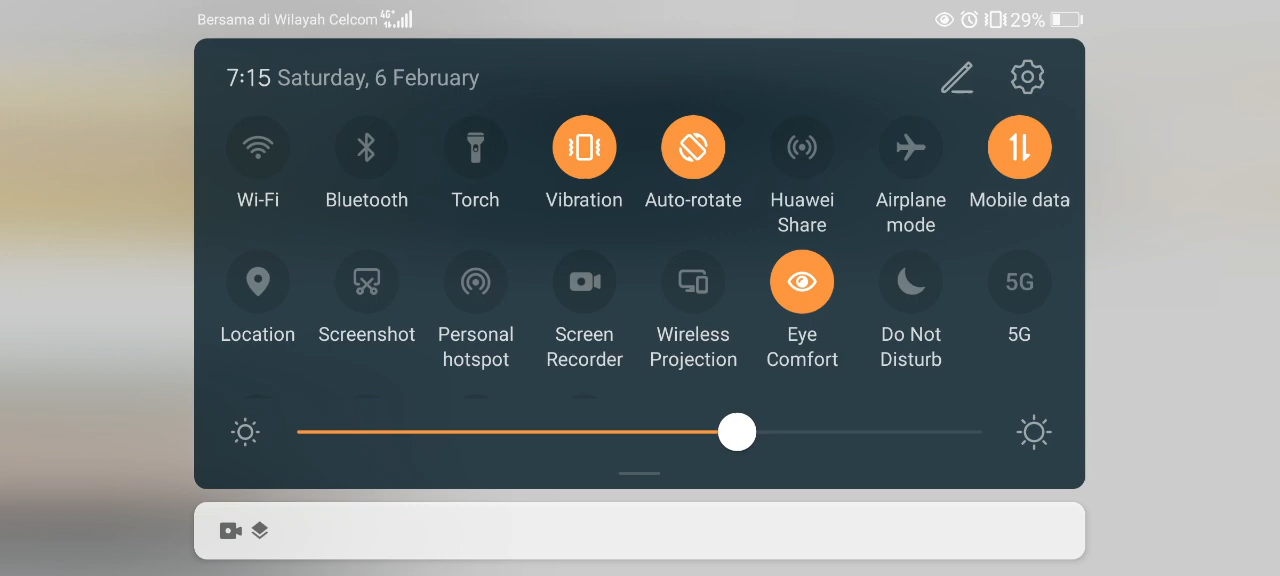 Bersama di Wilayah Celcom 4G+ 29%
7:15 Saturday, 6 February
Wi-Fi Bluetooth Torch Vibration Auto-rotate Huawei Share Airplane mode Mobile data
5G
Location Screenshot Personal hotspot Screen Recorder Wireless Projection Eye Comfort Do Not Disturb 5G